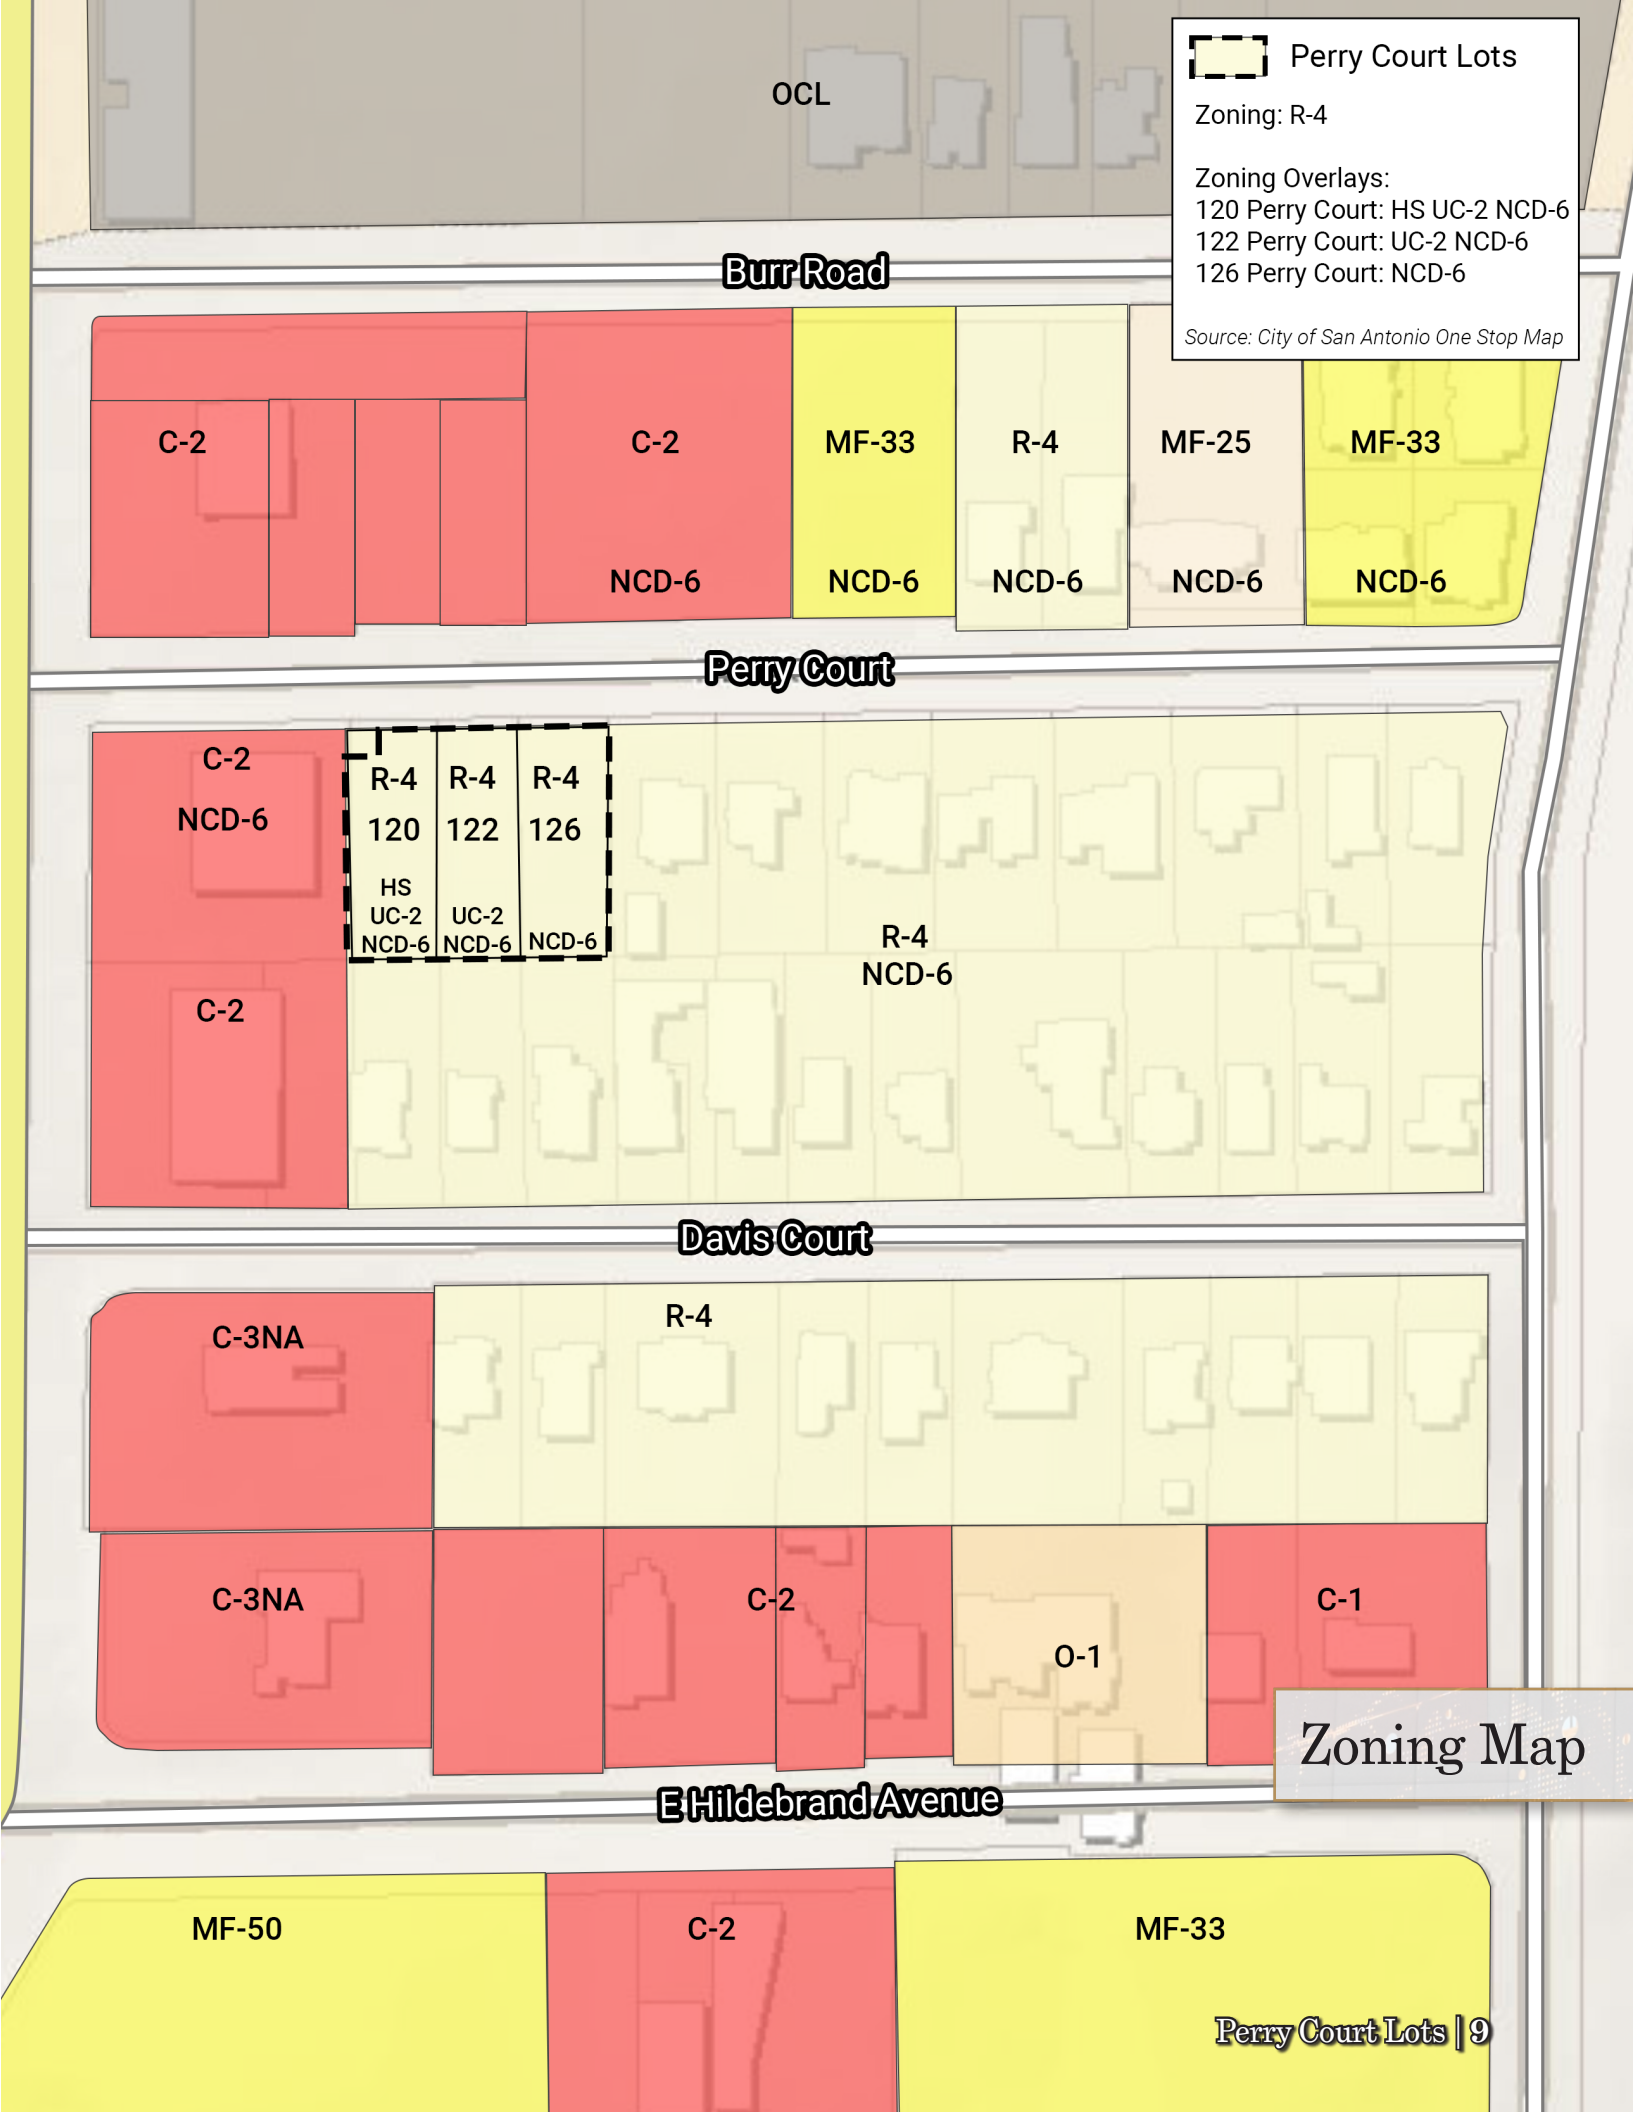 OCL
Perry Court Lots
Zoning: R-4
Zoning Overlays:
120 Perry Court: HS UC-2 NCD-6
122 Perry Court: UC-2 NCD-6
126 Perry Court: NCD-6
Source: City of San Antonio One Stop Map
Burr Road
C-2 C-2 MF-33 R-4 MF-25 MF-33
NCD-6 NCD-6 NCD-6 NCD-6 NCD-6
Perry Court
C-2
NCD-6
R-4 R-4 R-4
120 122 126
HS
UC-2 UC-2
NCD-6 NCD-6 NCD-6
R-4
NCD-6
C-2
Davis Court
C-3NA
R-4
C-3NA C-2 C-1
O-1
Zoning Map
E Hildebrand Avenue
MF-50 C-2 MF-33
Perry Court Lots | 9